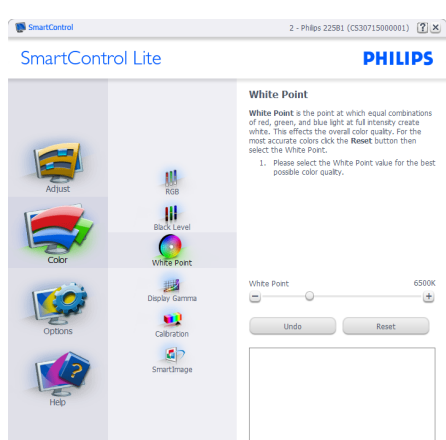 SmartControl
2 - Philips 225B1 (CS30715000001)
SmartControl Lite
PHILIPS
Adjust
Color
Options
Help
RGB
Black Level
White Point
Display Gamma
Calibration
SmartImage
White Point
White Point is the point at which equal combinations
of red, green, and blue light at full intensity create
white. This effects the overall color quality. For the
most accurate colors click the Reset button then
select the White Point.
1. Please select the White Point value for the best
possible color quality.
White Point 6500K
Undo Reset